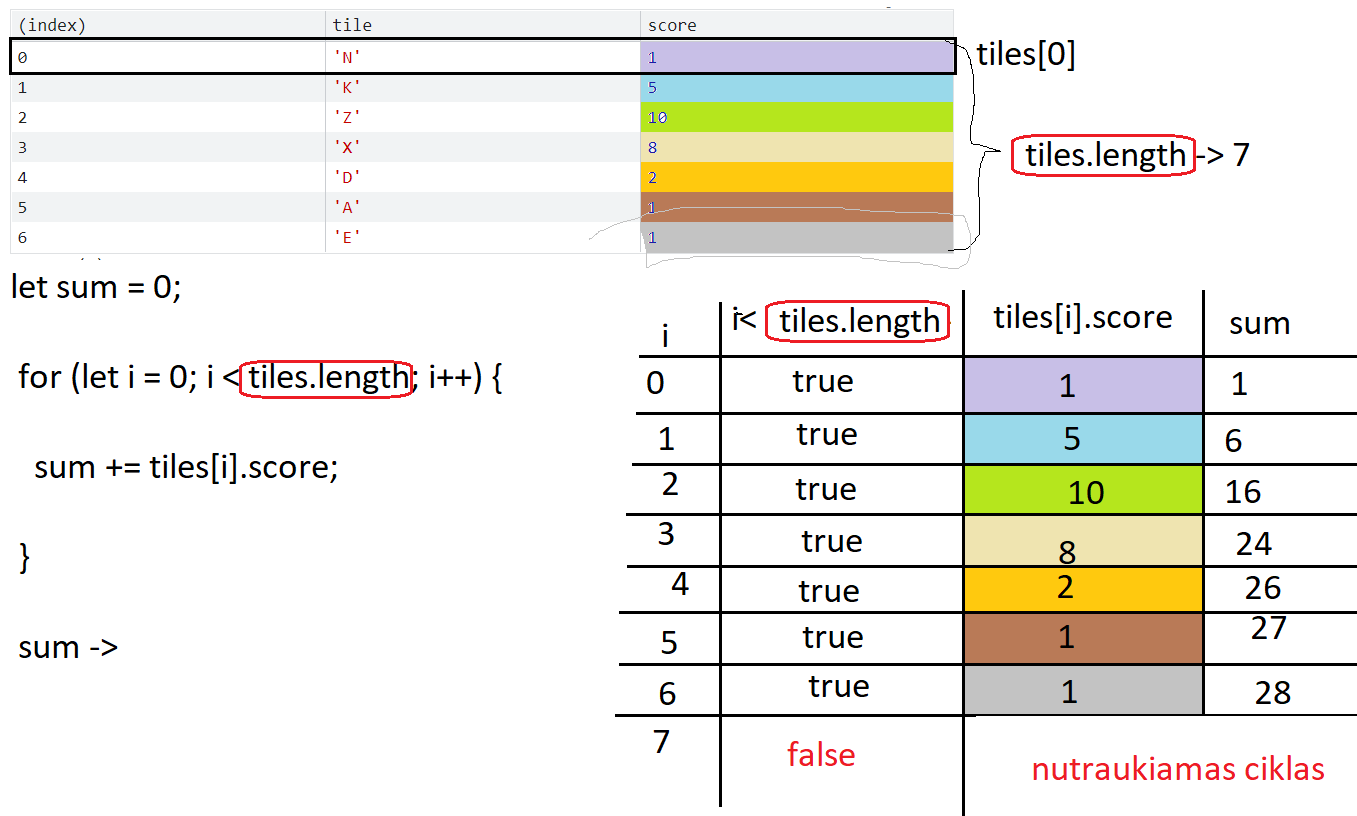 (index) tile score
0 'N' 1 tiles[0]
1 'K' 5
2 'Z' 10
3 'X' 8 tiles.length -> 7
4 'D' 2
5 'A' 1
6 'E' 1
let sum = 0;
for (let i = 0; i < tiles.length; i++) {
sum += tiles[i].score;
}
sum ->
i i< tiles.length tiles[i].score sum
0 true 1 1
1 true 5 6
2 true 10 16
3 true 8 24
4 true 2 26
5 true 1 27
6 true 1 28
7 false nutraukiamas ciklas